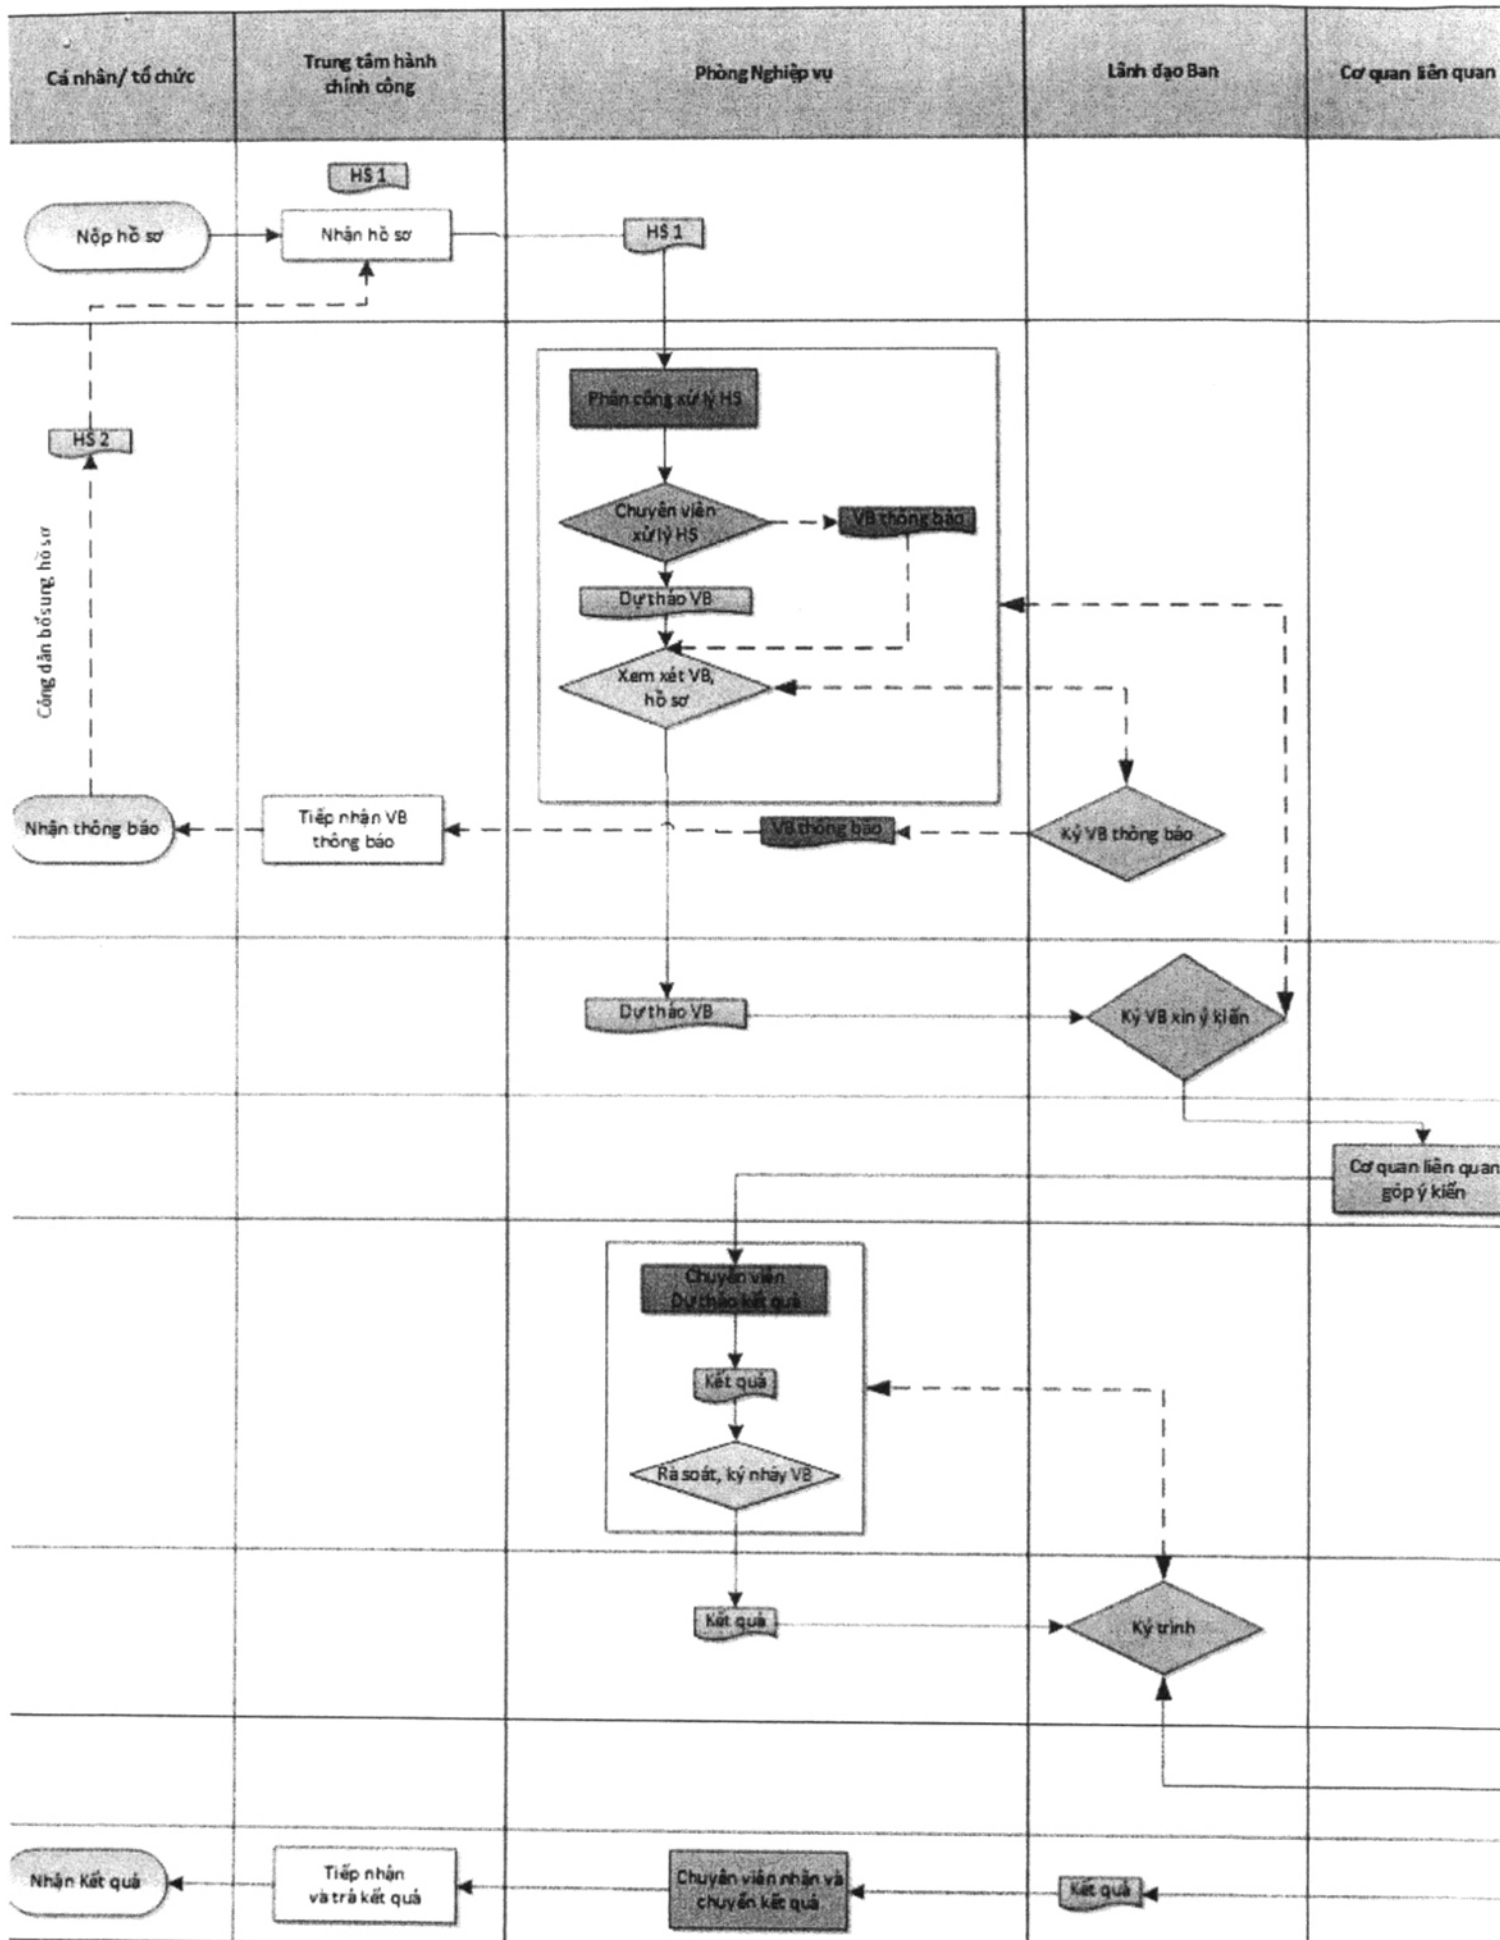 Cá nhân/ tổ chức
Trung tâm hành
chính công
Phòng Nghiệp vụ
Lãnh đạo Ban
Cơ quan liên quan
HS 1
Nộp hồ sơ
Nhận hồ sơ
HS 1
Phân công xử lý HS
HS 2
Chuyên viên
xử lý HS
VB thông báo
Công dân bổ sung hồ sơ
Dự thảo VB
Xem xét VB,
hồ sơ
Nhận thông báo
Tiếp nhận VB
thông báo
VB thông báo
Ký VB thông báo
Dự thảo VB
Ký VB xin ý kiến
Cơ quan liên quan
góp ý kiến
Chuyên viên
Dự thảo kết quả
Kết quả
Rà soát, ký nháy VB
Kết quả
Ký trình
Nhận Kết quả
Tiếp nhận
và trả kết quả
Chuyên viên nhận và
chuyển kết quả
Kết quả